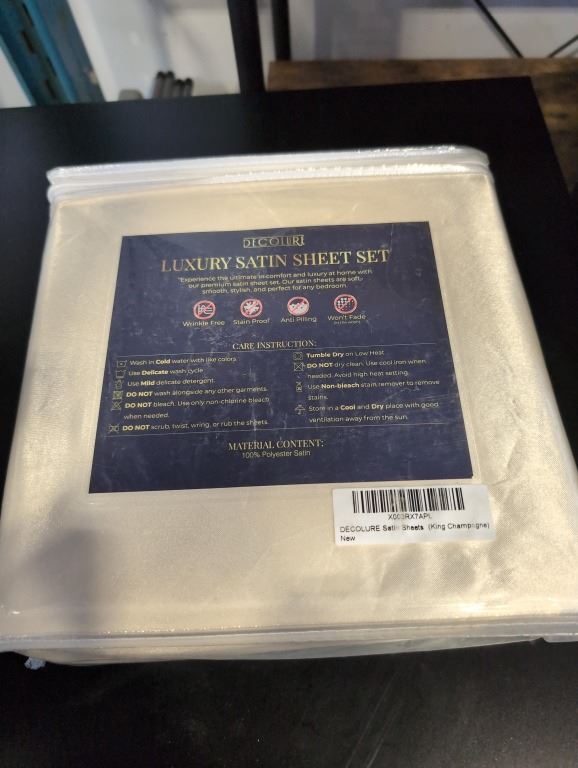 DECOLURE
LUXURY SATIN SHEET SET
Experience the ultimate in comfort and luxury at home with
our premium satin sheet set. Our satin sheets are soft,
smooth, stylish, and perfect for any bedroom.
Wrinkle Free
Stain Proof
Anti Pilling
Won't Fade
CARE INSTRUCTION:
Wash in Cold water with like colors.
Use Delicate wash cycle.
Use Mild delicate detergent.
DO NOT wash alongside any other garments.
DO NOT bleach. Use only non-chlorine bleach
when needed.
DO NOT scrub, twist, wring, or rub the sheets.
Tumble Dry on Low Heat
DO NOT dry clean. Use cool iron when
needed. Avoid high heat setting.
Use Non-bleach stain remover to remove
stains.
Store in a Cool and Dry place with good
ventilation away from the sun.
MATERIAL CONTENT:
100% Polyester Satin
DECOLURE Satin Sheets (King Champagne)
New